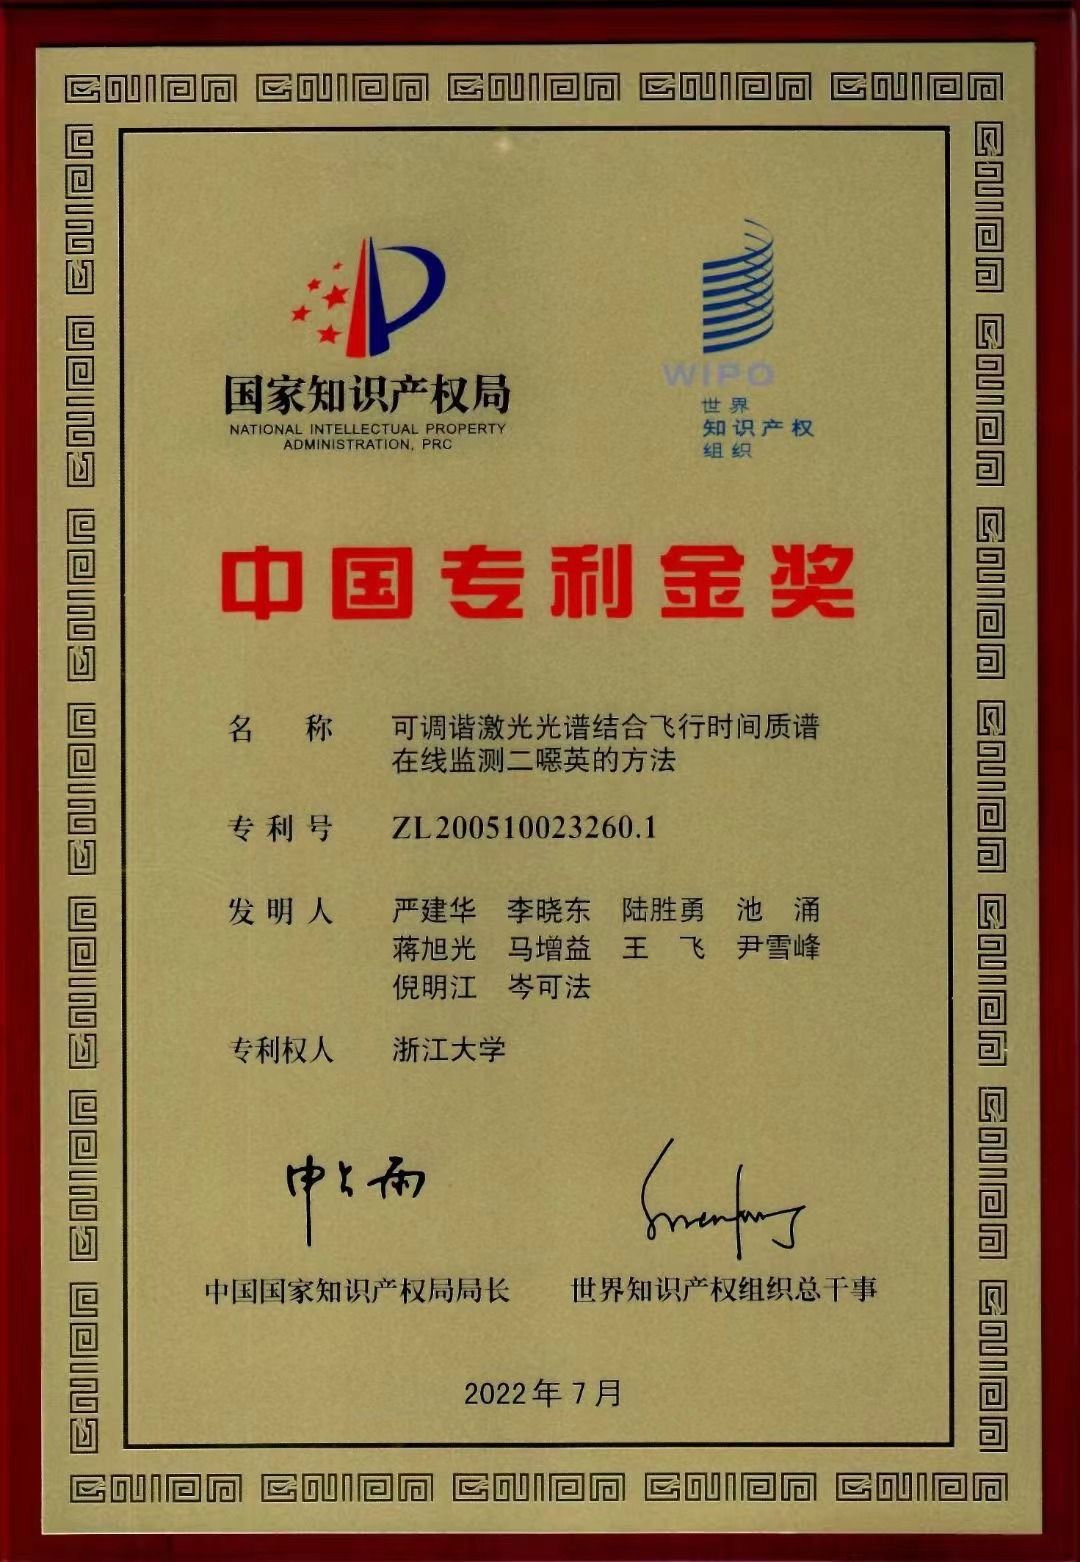 国家知识产权局
NATIONAL INTELLECTUAL PROPERTY
ADMINISTRATION, PRC
WIPO
世界
知识产权
组织
中国专利金奖
名称 可调谐激光光谱结合飞行时间质谱
在线监测二噁英的方法
专利号 ZL200510023260.1
发明人 严建华 李晓东 陆胜勇 池涌
蒋旭光 马增益 王飞 尹雪峰
倪明江 岑可法
专利权人 浙江大学
申长雨
中国国家知识产权局局长 世界知识产权组织总干事
2022年7月